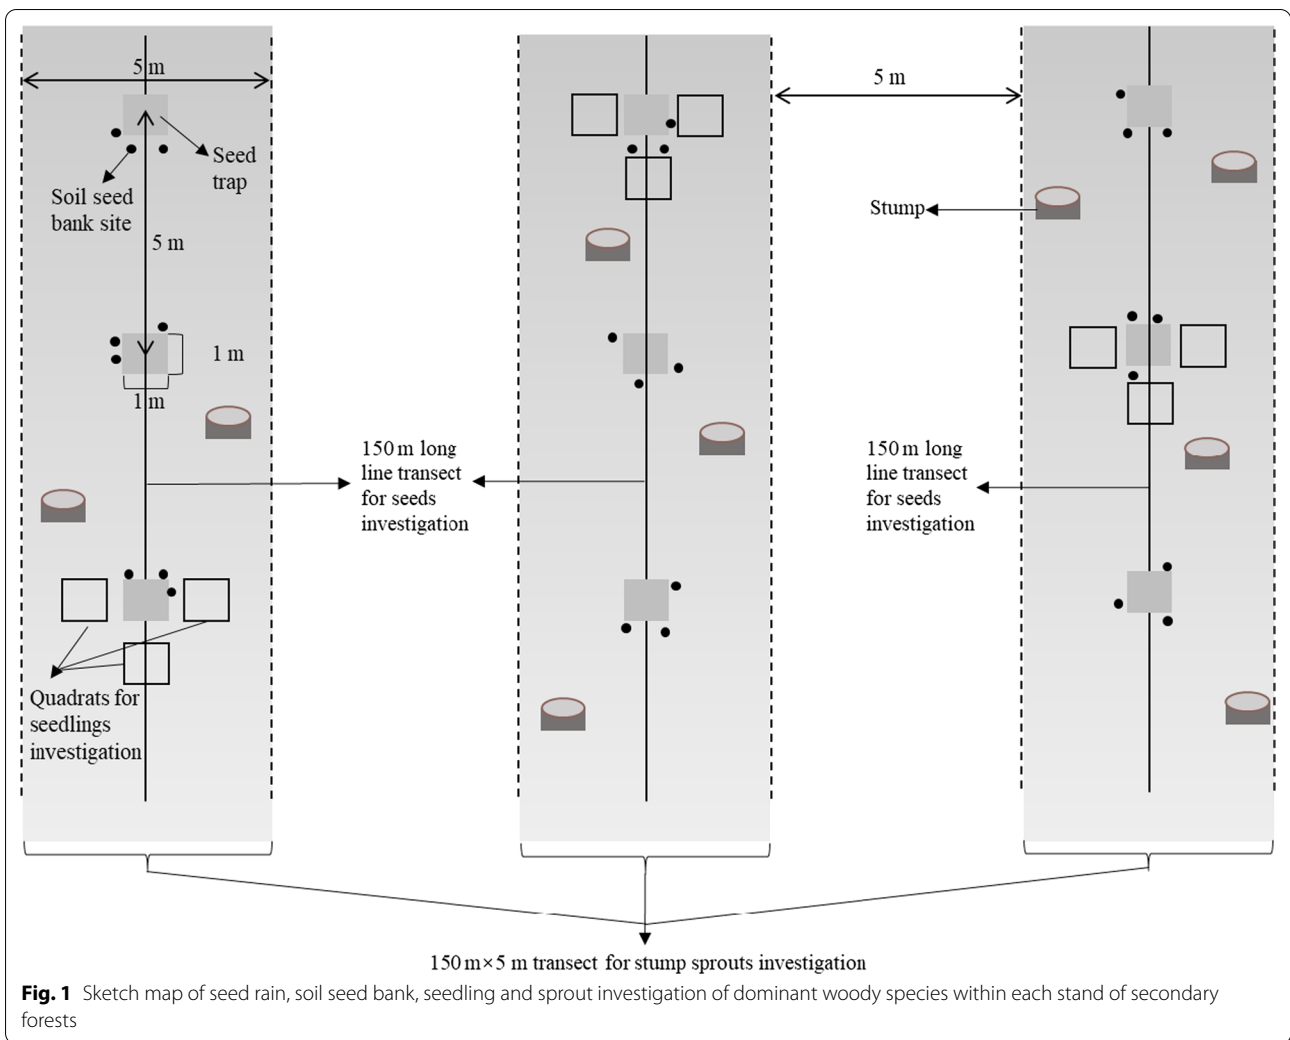 5 m
5 m
Seed
trap
Soil seed
bank site
Stump
5 m
1 m
1 m
150 m long
line transect
for seeds
investigation
150 m long
line transect
for seeds
investigation
Quadrats for
seedlings
investigation
150 m×5 m transect for stump sprouts investigation
Fig. 1 Sketch map of seed rain, soil seed bank, seedling and sprout investigation of dominant woody species within each stand of secondary
forests